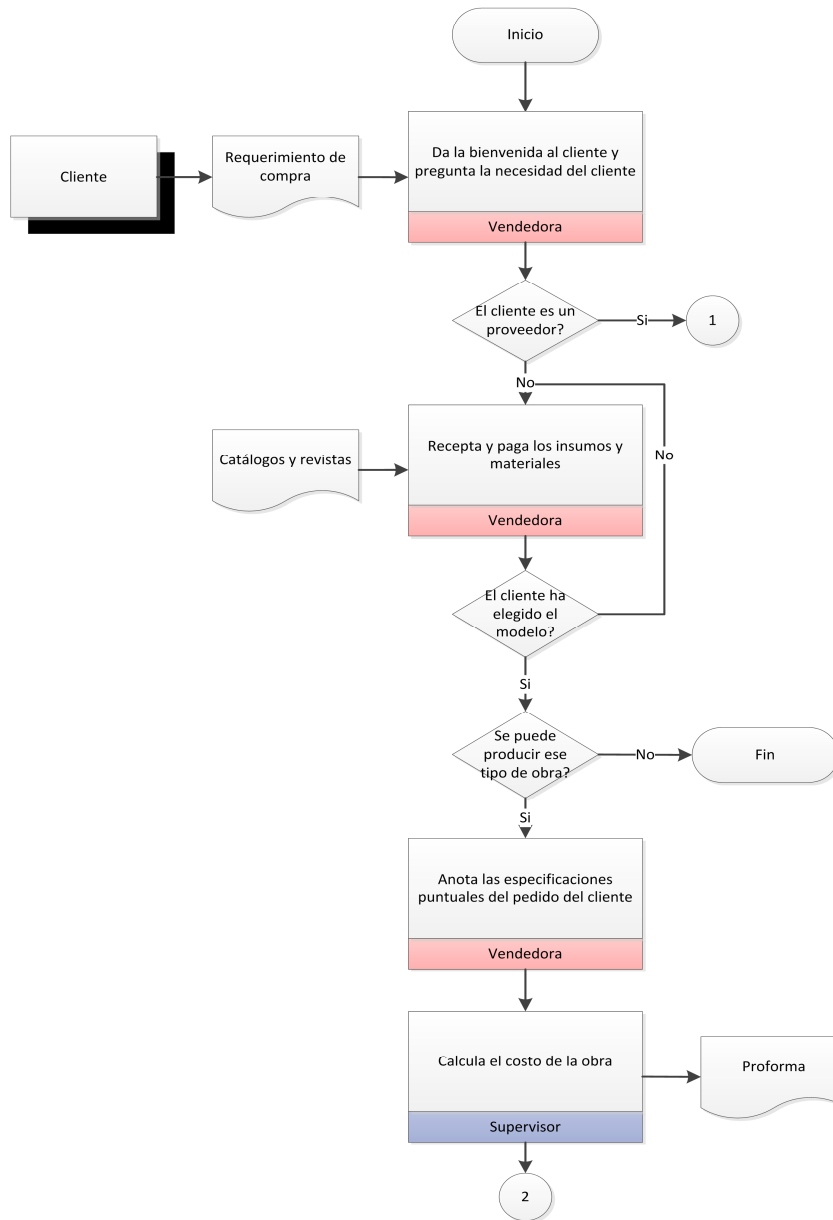 Inicio
Cliente
Requerimiento de
compra
Da la bienvenida al cliente y
pregunta la necesidad del cliente
Vendedora
El cliente es un
proveedor?
Si
1
No
Catálogos y revistas
Recepta y paga los insumos y
materiales
No
Vendedora
El cliente ha
elegido el
modelo?
Si
Se puede
producir ese
tipo de obra?
No
Fin
Si
Anota las especificaciones
puntuales del pedido del cliente
Vendedora
Calcula el costo de la obra
Proforma
Supervisor
2